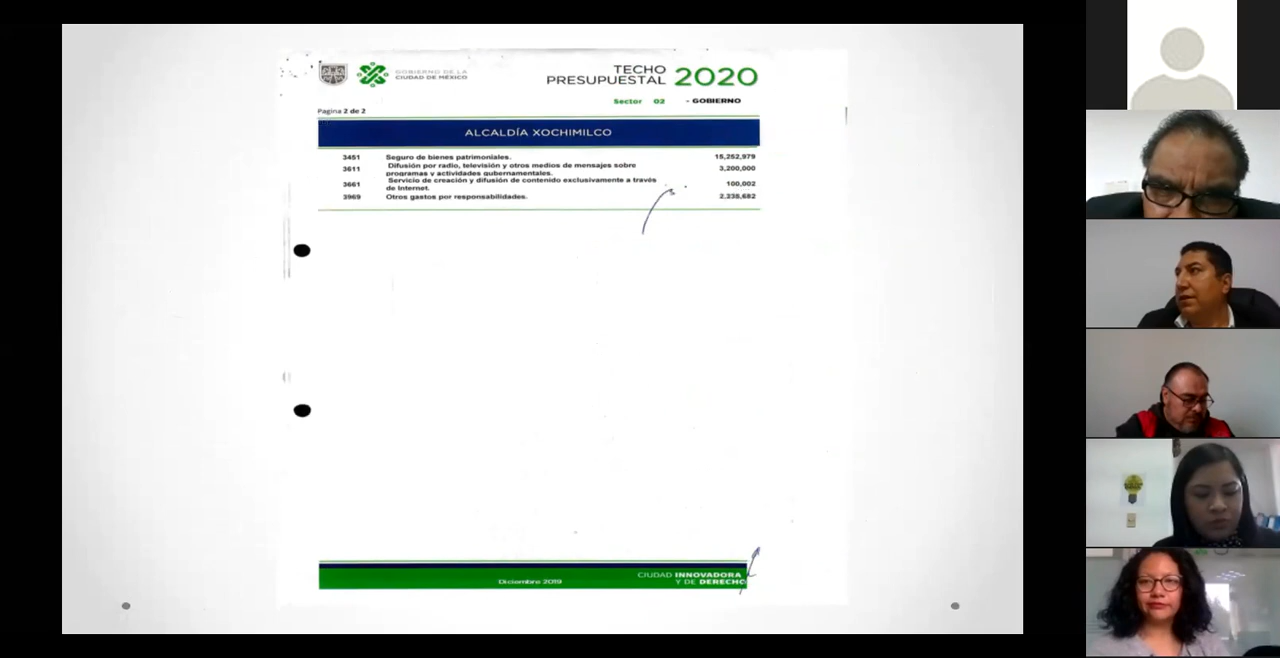 GOBIERNO DE LA
CIUDAD DE MÉXICO
TECHO
PRESUPUESTAL 2020
Sector 02 - GOBIERNO
Pagina 2 de 2
ALCALDÍA XOCHIMILCO
3451 Seguro de bienes patrimoniales. 15,252,979
3611 Difusión por radio, televisión y otros medios de mensajes sobre
programas y actividades gubernamentales. 3,200,000
3661 Servicio de creación y difusión de contenido exclusivamente a través
de Internet. 100,002
3969 Otros gastos por responsabilidades. 2,238,682
Diciembre 2019
CIUDAD INNOVADORA
Y DE DERECHO